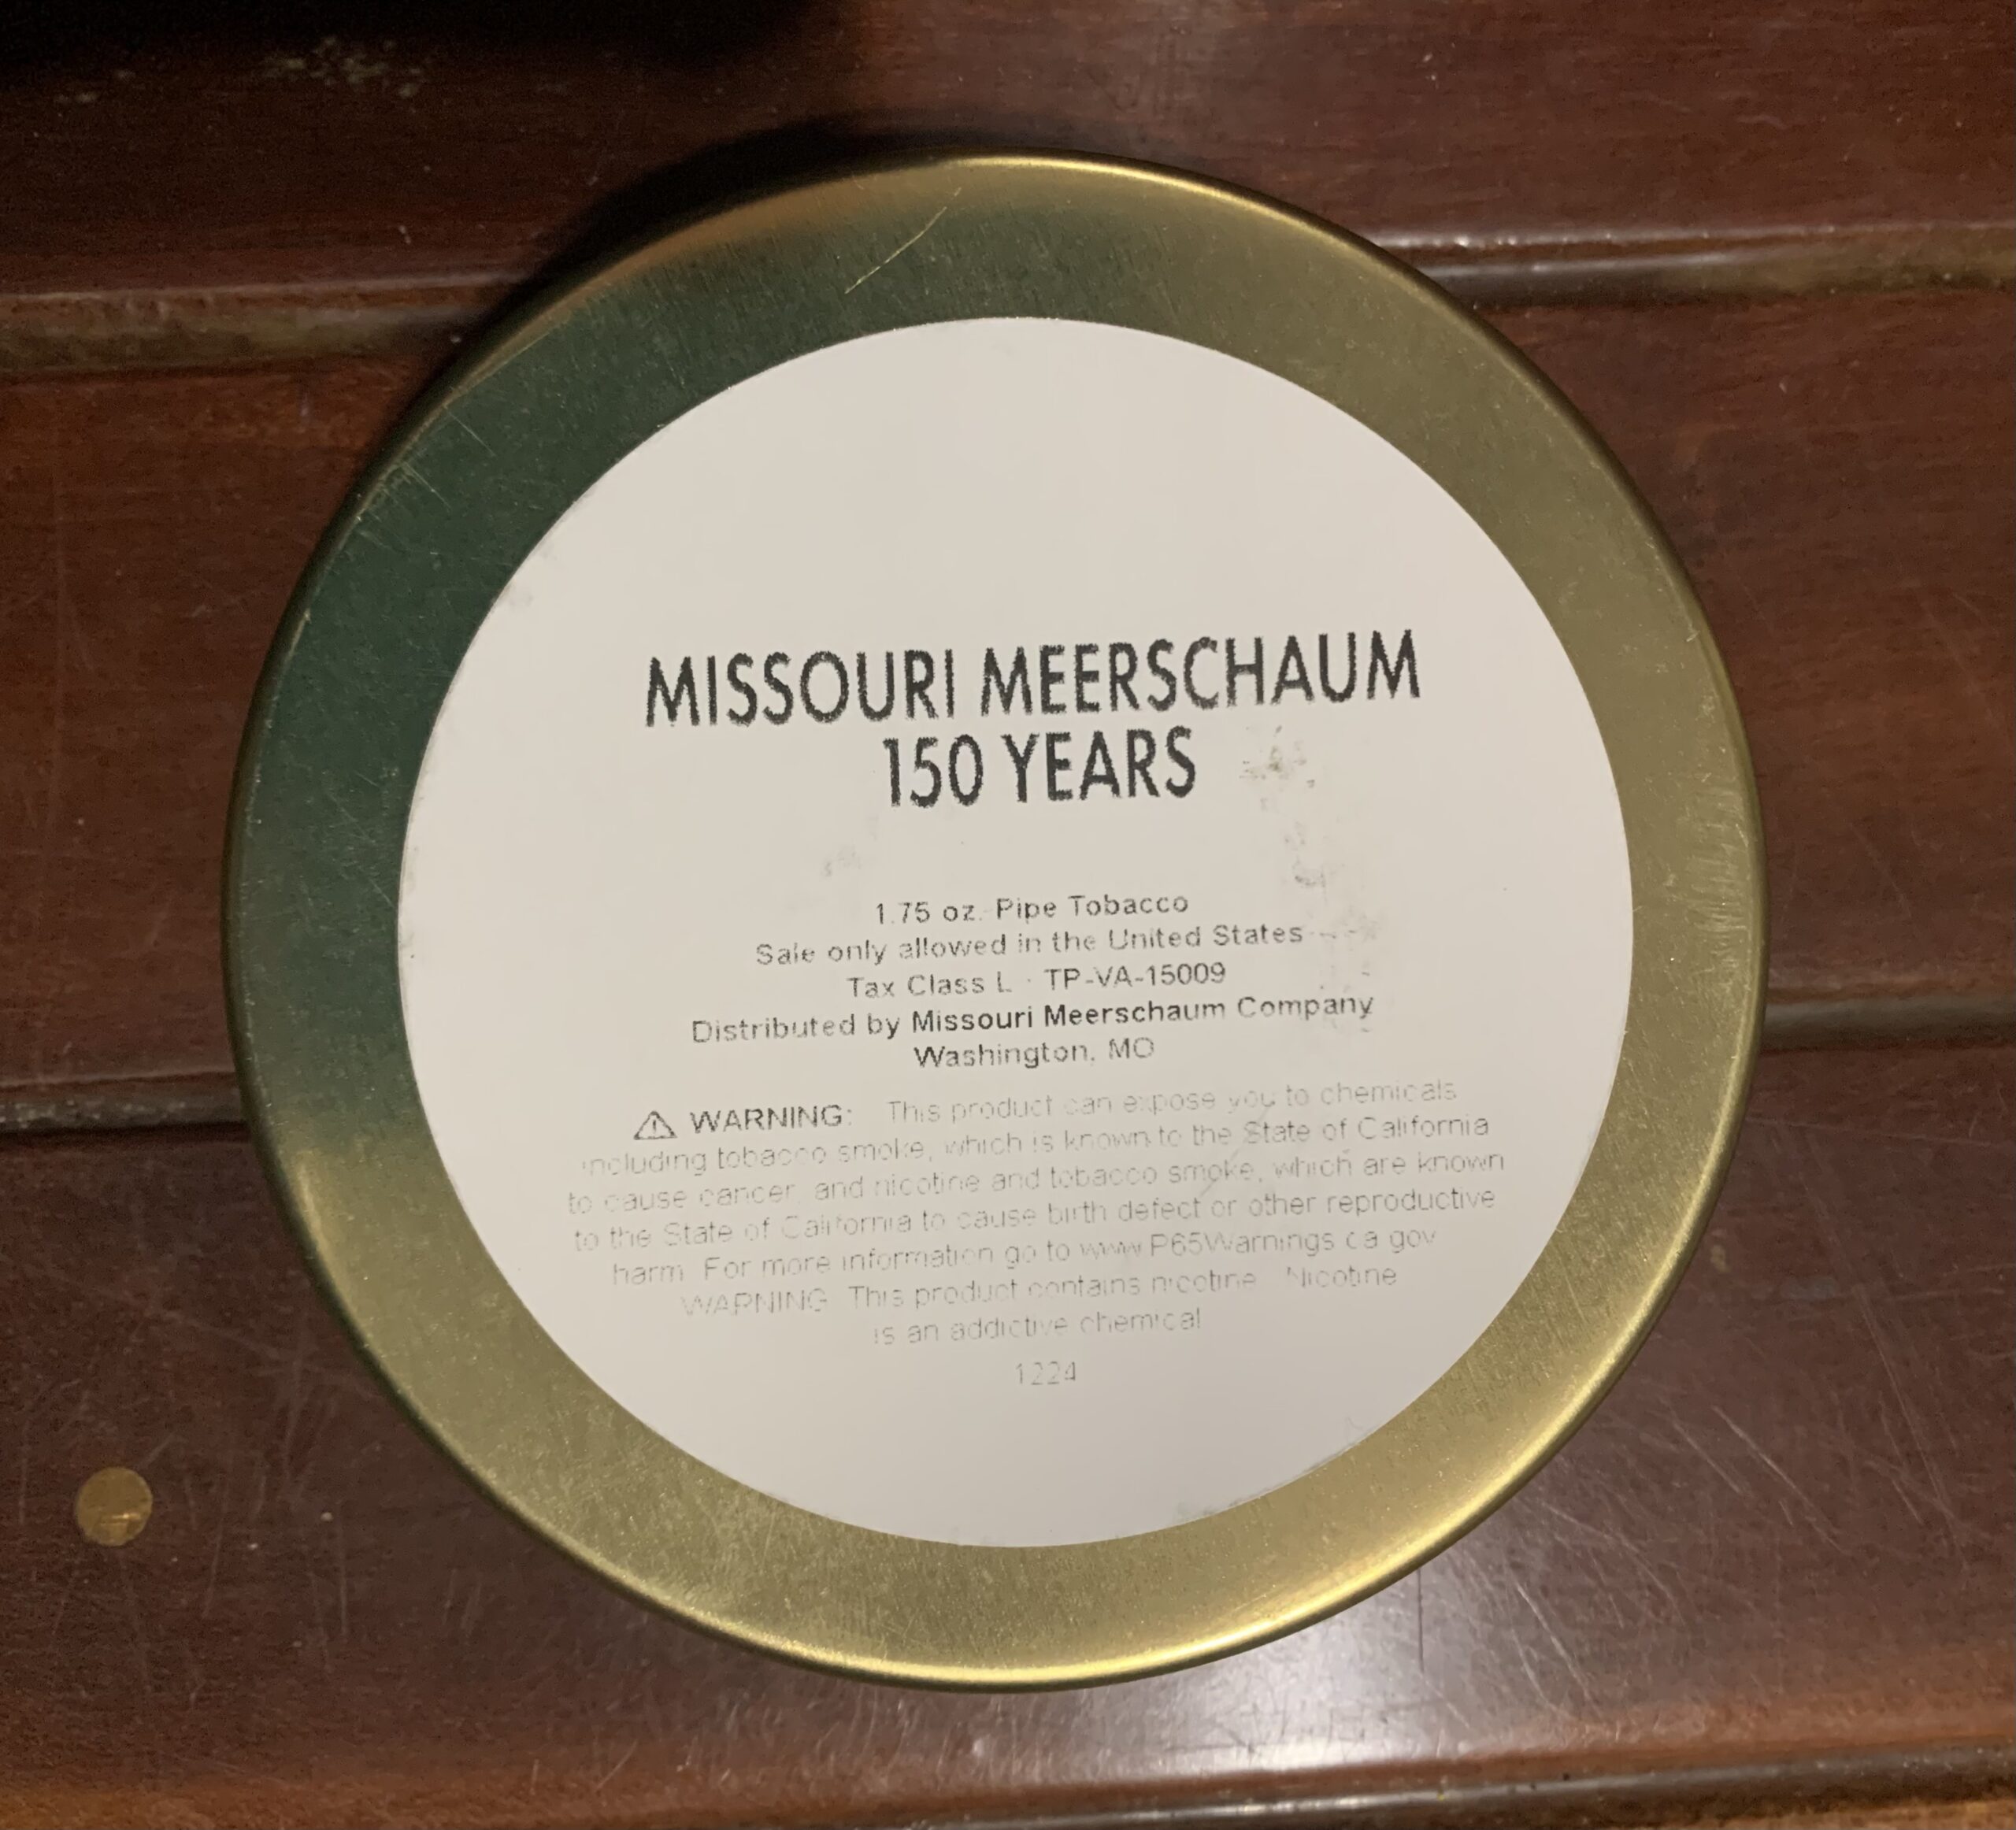 MISSOURI MEERSCHAUM
150 YEARS
1.75 oz. Pipe Tobacco
Sale only allowed in the United States
Tax Class L · TP-VA-15009
Distributed by Missouri Meerschaum Company
Washington, MO
⚠ WARNING: This product can expose you to chemicals
including tobacco smoke, which is known to the State of California
to cause cancer, and nicotine and tobacco smoke, which are known
to the State of California to cause birth defect or other reproductive
harm. For more information go to www.P65Warnings.ca.gov
WARNING: This product contains nicotine. Nicotine
is an addictive chemical
1224